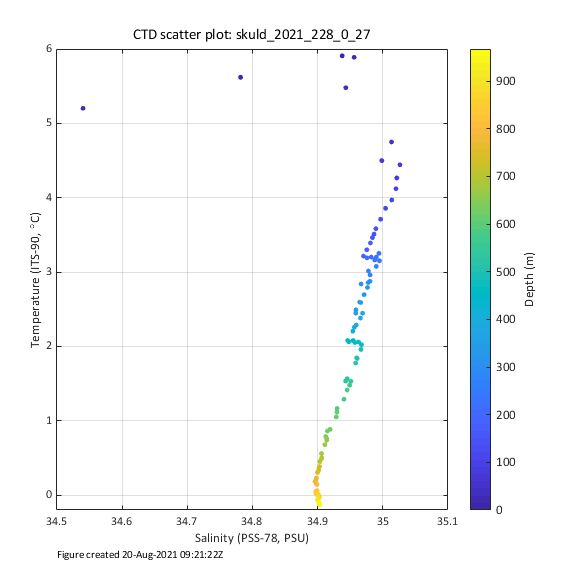 CTD scatter plot: skuld_2021_228_0_27
6
5
4
3
2
1
0
Temperature (ITS-90, °C)
34.5 34.6 34.7 34.8 34.9 35 35.1
Salinity (PSS-78, PSU)
900
800
700
600
500
400
300
200
100
0
Depth (m)
Figure created 20-Aug-2021 09:21:22Z